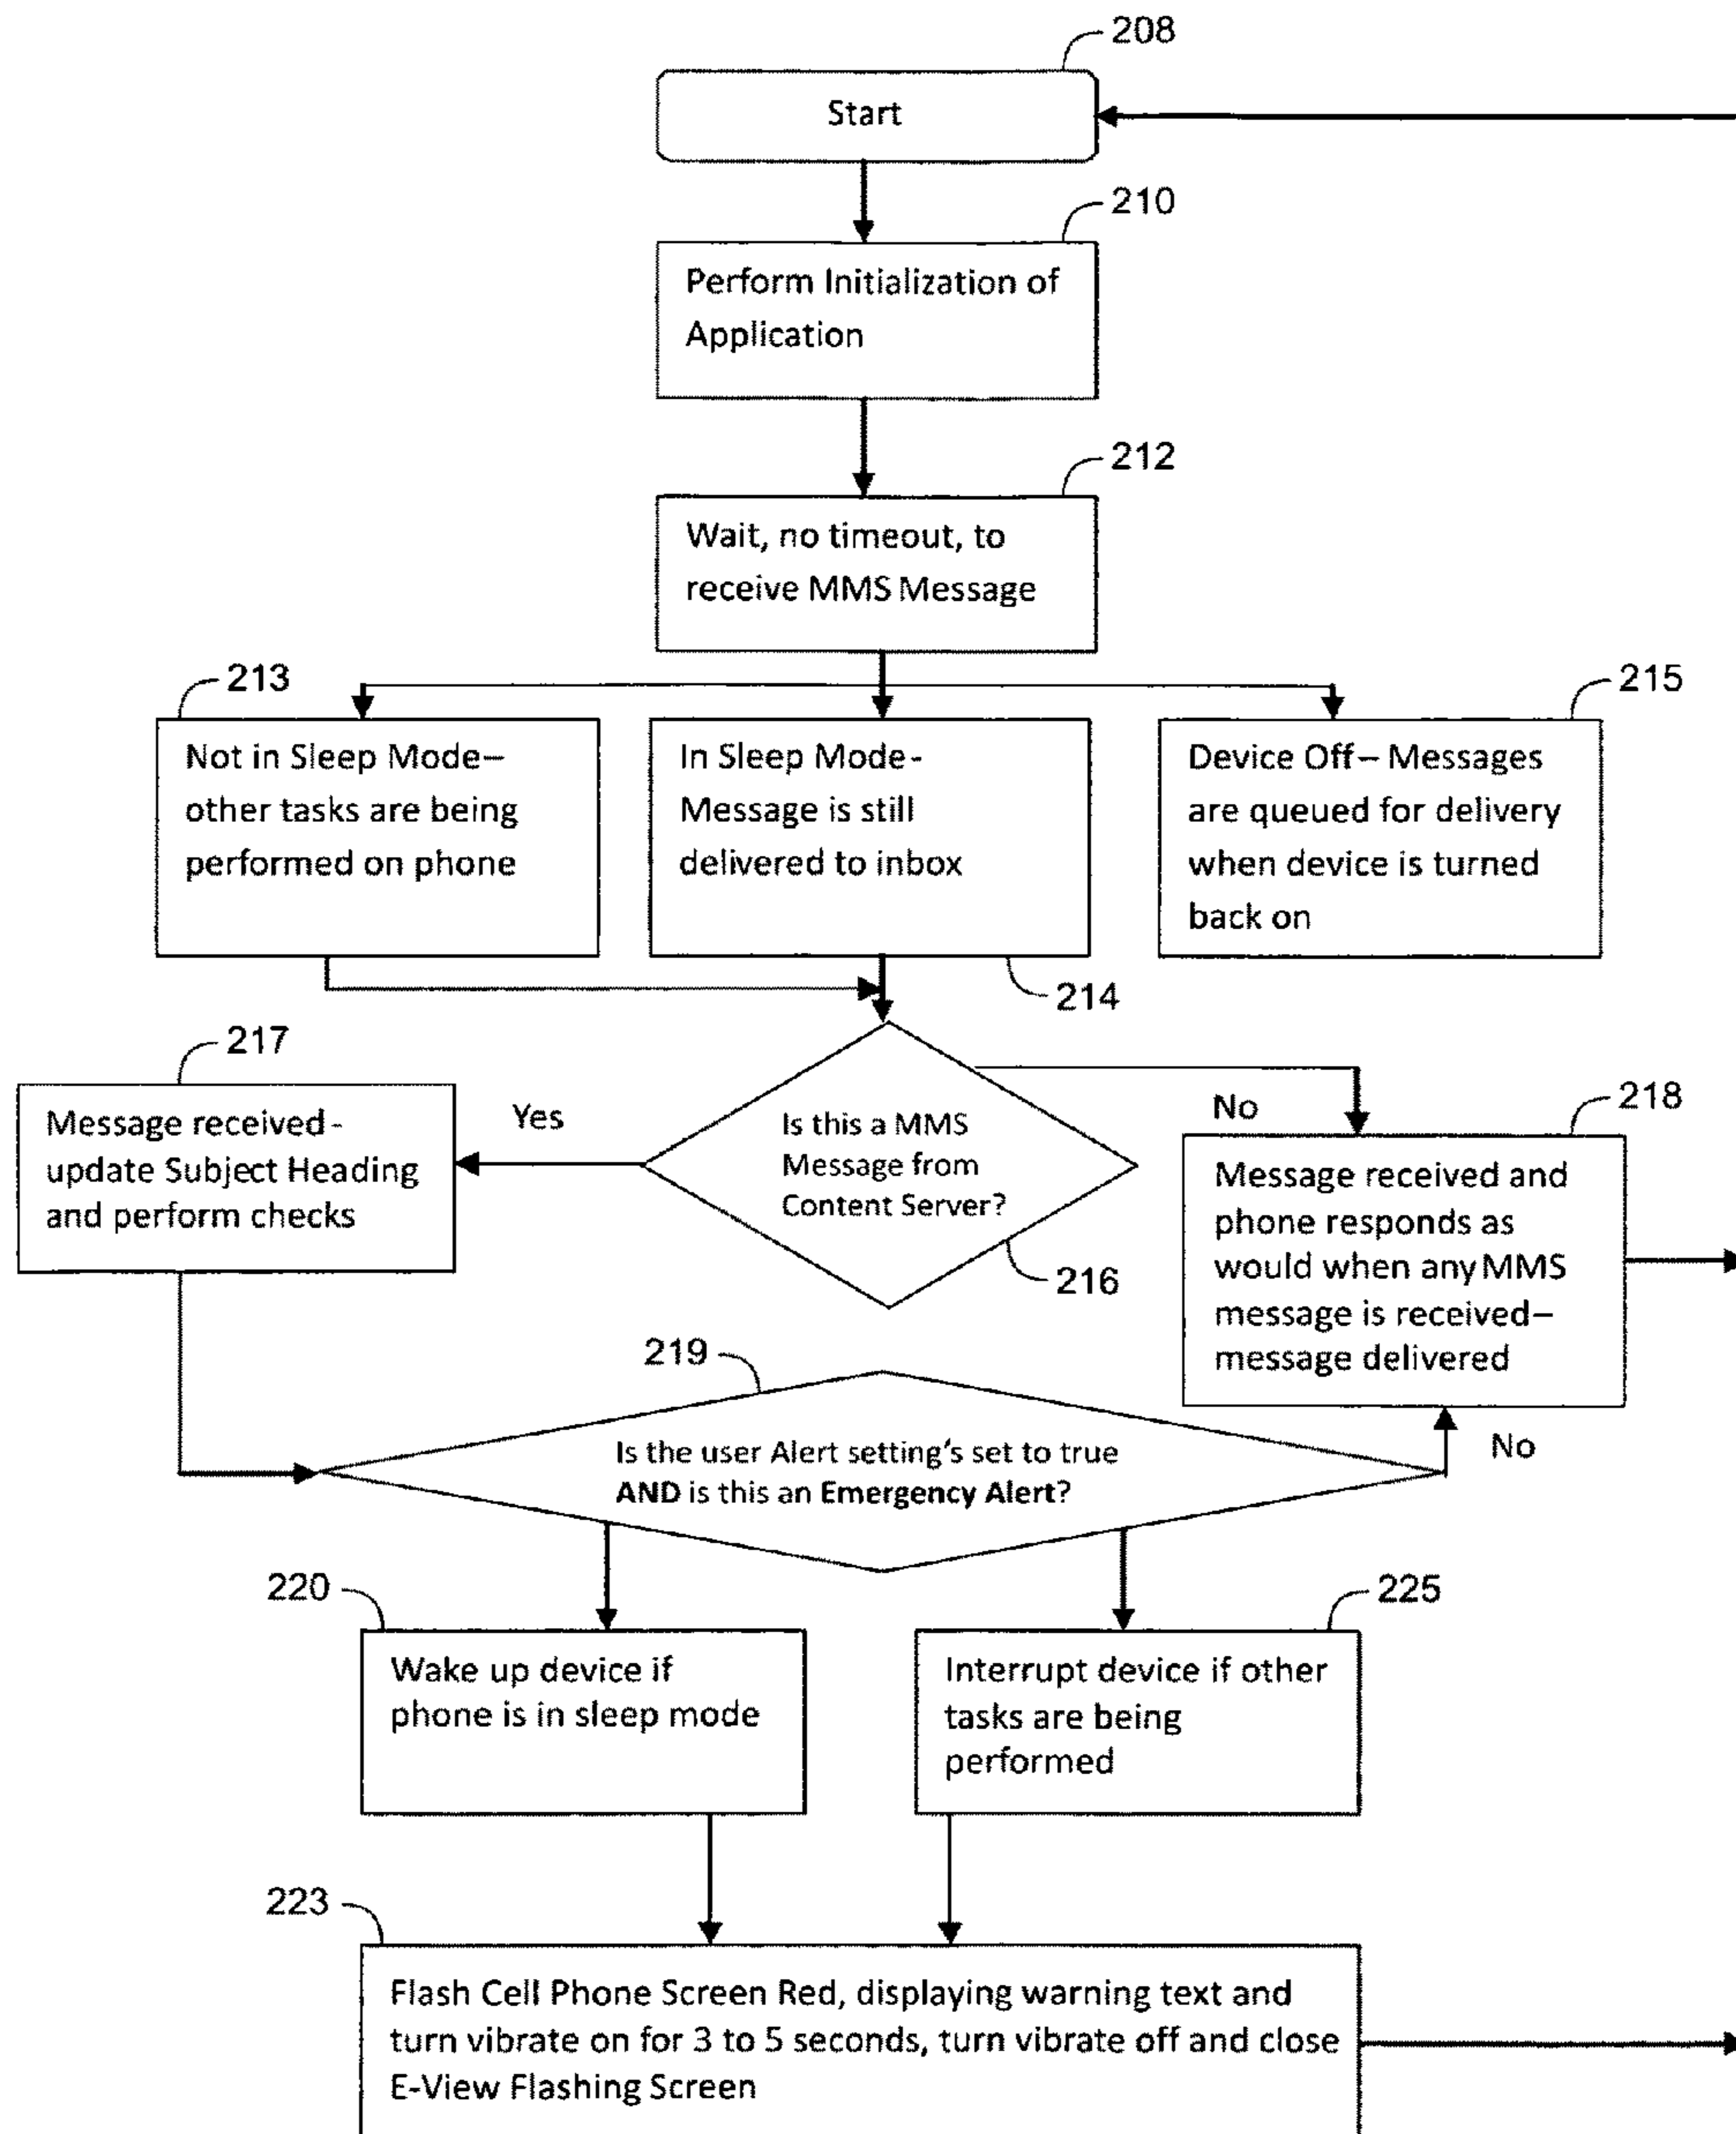 208
Start
210
Perform Initialization of
Application
212
Wait, no timeout, to
receive MMS Message
213
Not in Sleep Mode–
other tasks are being
performed on phone
In Sleep Mode-
Message is still
delivered to inbox
214
215
Device Off– Messages
are queued for delivery
when device is turned
back on
217
Message received-
update Subject Heading
and perform checks
Yes
Is this a MMS
Message from
Content Server?
216
No
218
Message received and
phone responds as
would when any MMS
message is received–
message delivered
219
Is the user Alert setting's set to true
AND is this an Emergency Alert?
No
220
Wake up device if
phone is in sleep mode
225
Interrupt device if other
tasks are being
performed
223
Flash Cell Phone Screen Red, displaying warning text and
turn vibrate on for 3 to 5 seconds, turn vibrate off and close
E-View Flashing Screen